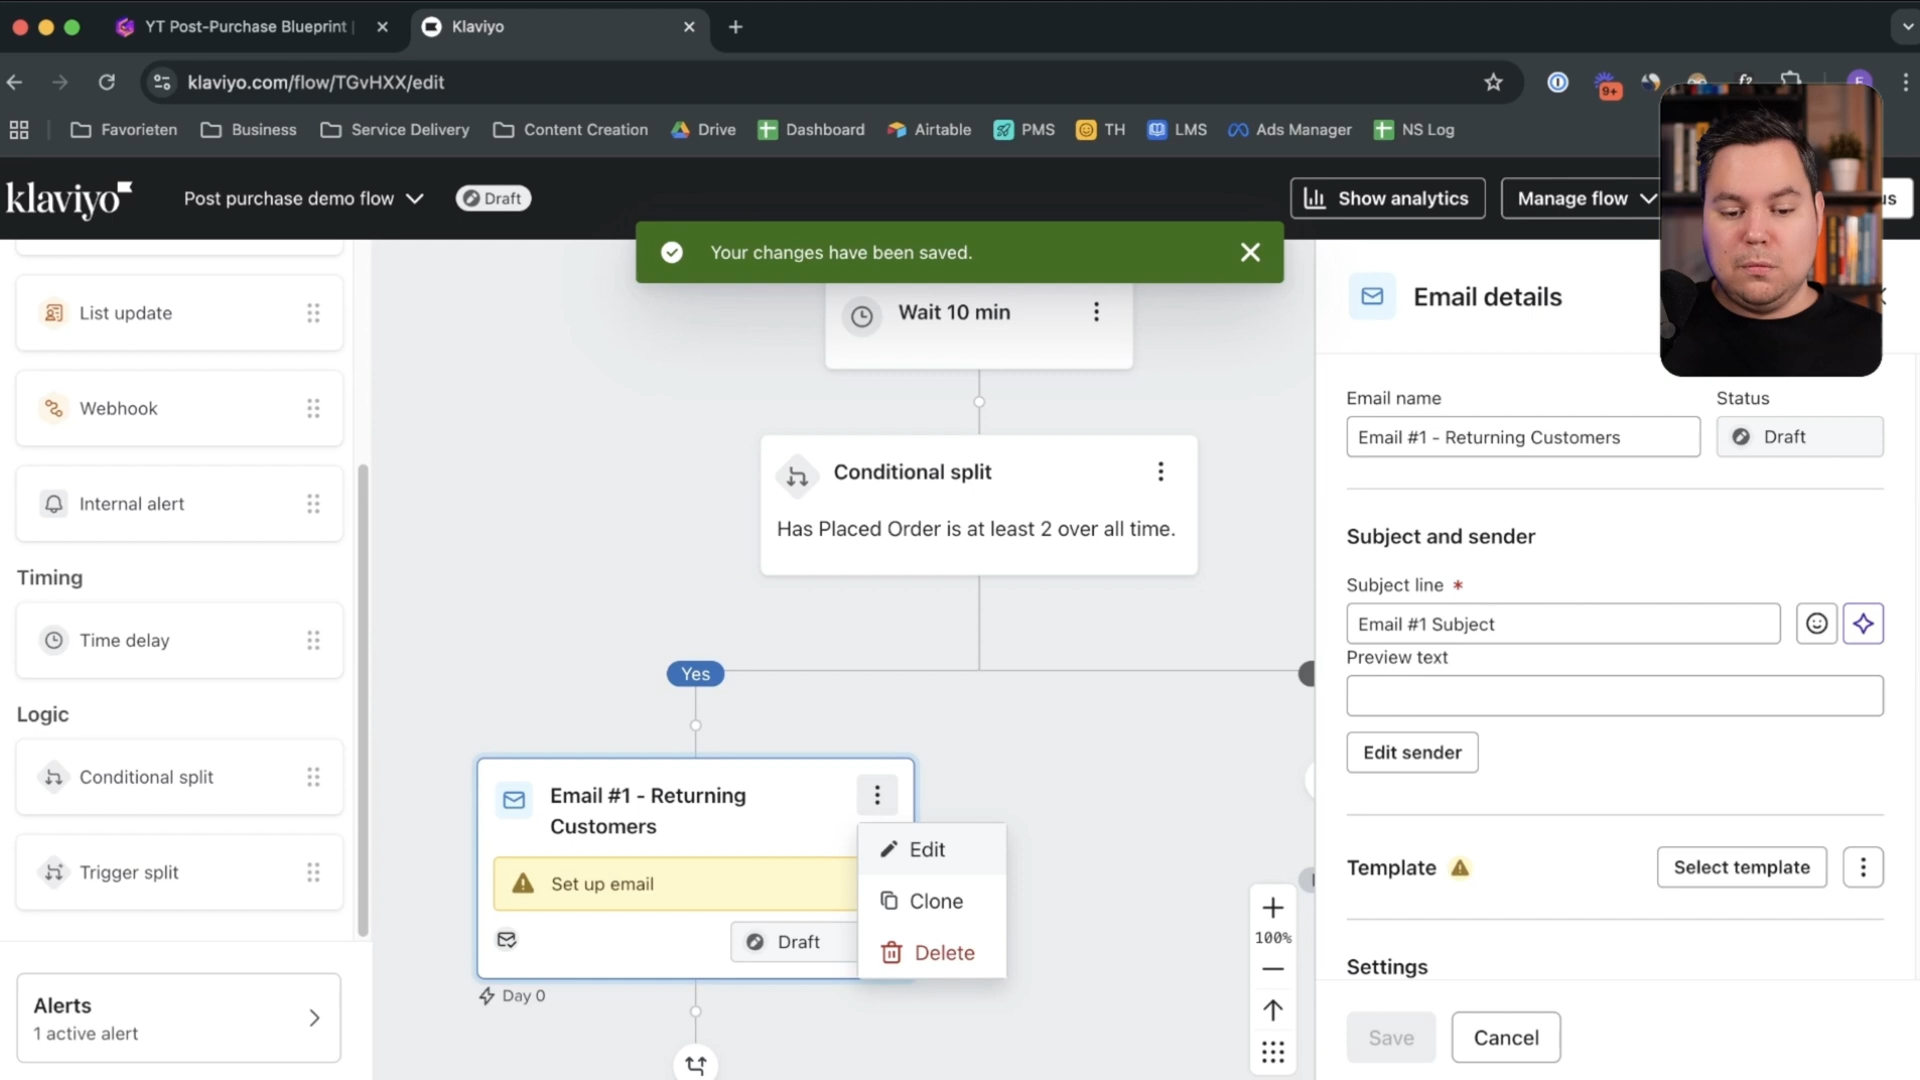 YT Post-Purchase Blueprint |
Klaviyo
klaviyo.com/flow/TGvHXX/edit
9+
Favorieten
Business
Service Delivery
Content Creation
Drive
Dashboard
Airtable
PMS
TH
LMS
Ads Manager
NS Log
klaviyo
Post purchase demo flow
Draft
Show analytics
Manage flow
Your changes have been saved.
List update
Webhook
Internal alert
Timing
Time delay
Logic
Conditional split
Trigger split
Alerts
1 active alert
Wait 10 min
Conditional split
Has Placed Order is at least 2 over all time.
Yes
Email #1 - Returning
Customers
Set up email
Draft
Day 0
Edit
Clone
Delete
100%
Email details
Email name
Status
Email #1 - Returning Customers
Draft
Subject and sender
Subject line *
Email #1 Subject
Preview text
Edit sender
Template
Select template
Settings
Save
Cancel